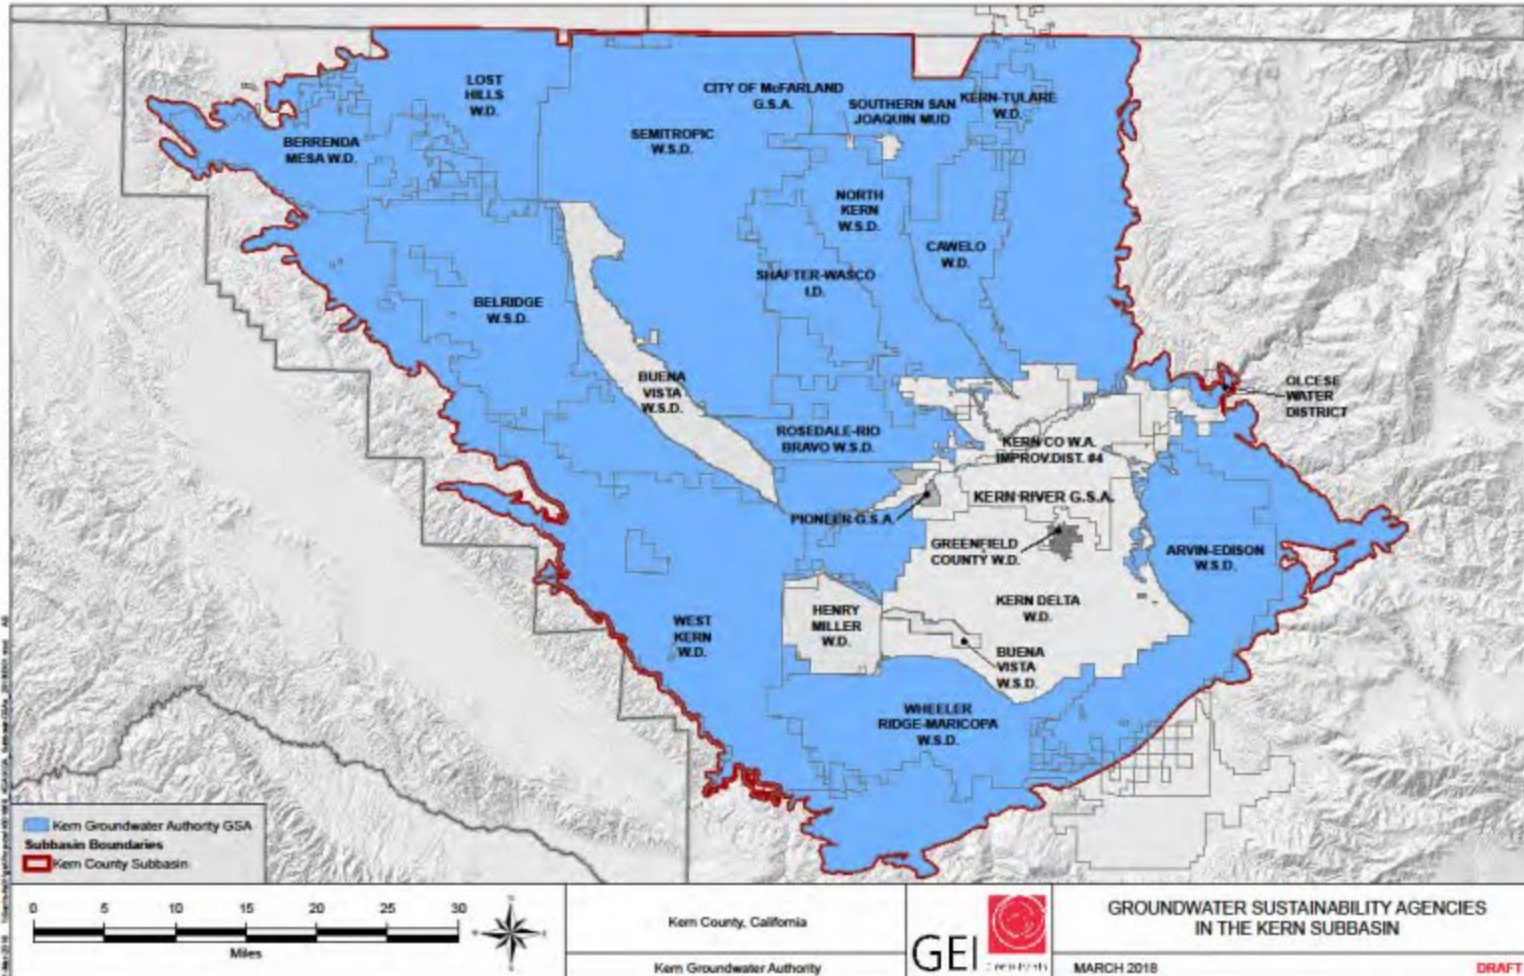 LOST
HILLS
W.D.
CITY OF McFARLAND
G.S.A.
SOUTHERN SAN
JOAQUIN MUD
KERN-TULARE
W.D.
BERRENDA
MESA W.D.
SEMITROPIC
W.S.D.
NORTH
KERN
W.S.D.
CAWELO
W.D.
SHAFTER-WASCO
I.D.
BELRIDGE
W.S.D.
BUENA
VISTA
W.S.D.
OLCESE
WATER
DISTRICT
ROSEDALE-RIO
BRAVO W.S.D.
KERN CO W.A.
IMPROV.DIST. #4
KERN RIVER G.S.A.
PIONEER G.S.A.
GREENFIELD
COUNTY W.D.
ARVIN-EDISON
W.S.D.
HENRY
MILLER
W.D.
KERN DELTA
W.D.
WEST
KERN
W.D.
BUENA
VISTA
W.S.D.
WHEELER
RIDGE-MARICOPA
W.S.D.
Kern Groundwater Authority GSA
Subbasin Boundaries
Kern County Subbasin
0 5 10 15 20 25 30
Miles
Kern County, California
Kern Groundwater Authority
GEI
GROUNDWATER SUSTAINABILITY AGENCIES
IN THE KERN SUBBASIN
MARCH 2018
DRAFT